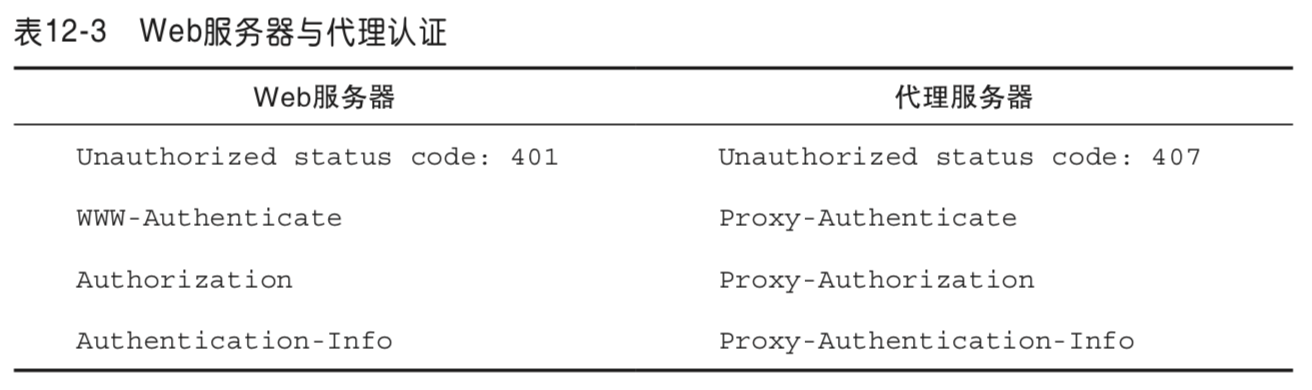 表12-3 Web服务器与代理认证
Web服务器 代理服务器
Unauthorized status code: 401 Unauthorized status code: 407
WWW-Authenticate Proxy-Authenticate
Authorization Proxy-Authorization
Authentication-Info Proxy-Authentication-Info